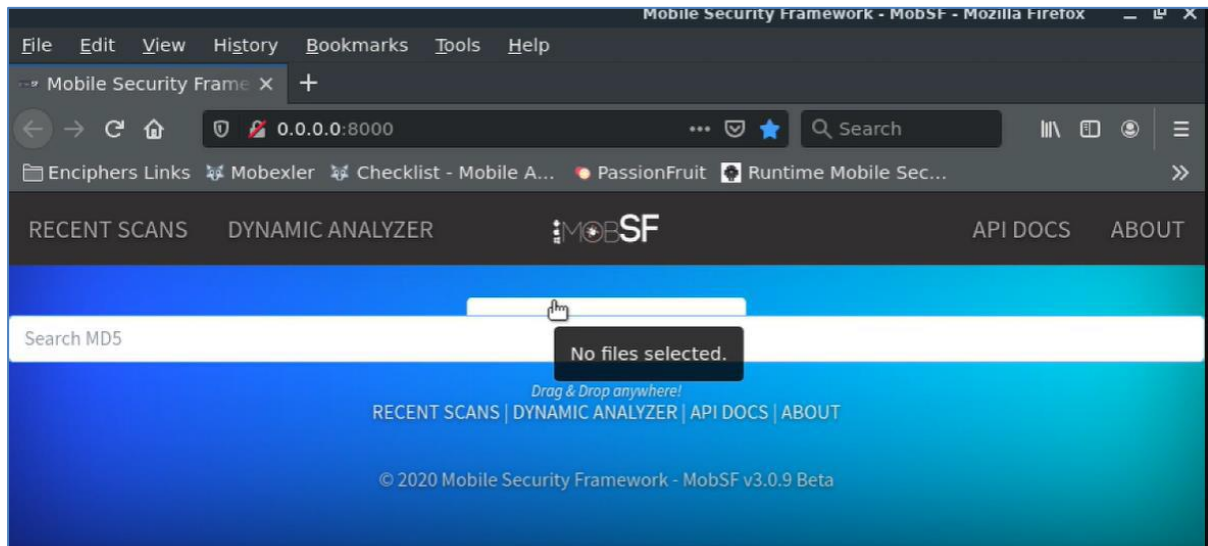 Mobile Security Framework - MobSF - Mozilla Firefox
File Edit View History Bookmarks Tools Help
Mobile Security Frame
0.0.0.0:8000 Search
Enciphers Links Mobexler Checklist - Mobile A... PassionFruit Runtime Mobile Sec...
RECENT SCANS DYNAMIC ANALYZER MOBSF API DOCS ABOUT
Search MD5
No files selected.
Drag & Drop anywhere!
RECENT SCANS | DYNAMIC ANALYZER | API DOCS | ABOUT
© 2020 Mobile Security Framework - MobSF v3.0.9 Beta